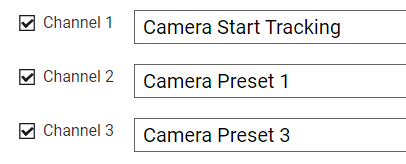 Channel 1 Camera Start Tracking
Channel 2 Camera Preset 1
Channel 3 Camera Preset 3